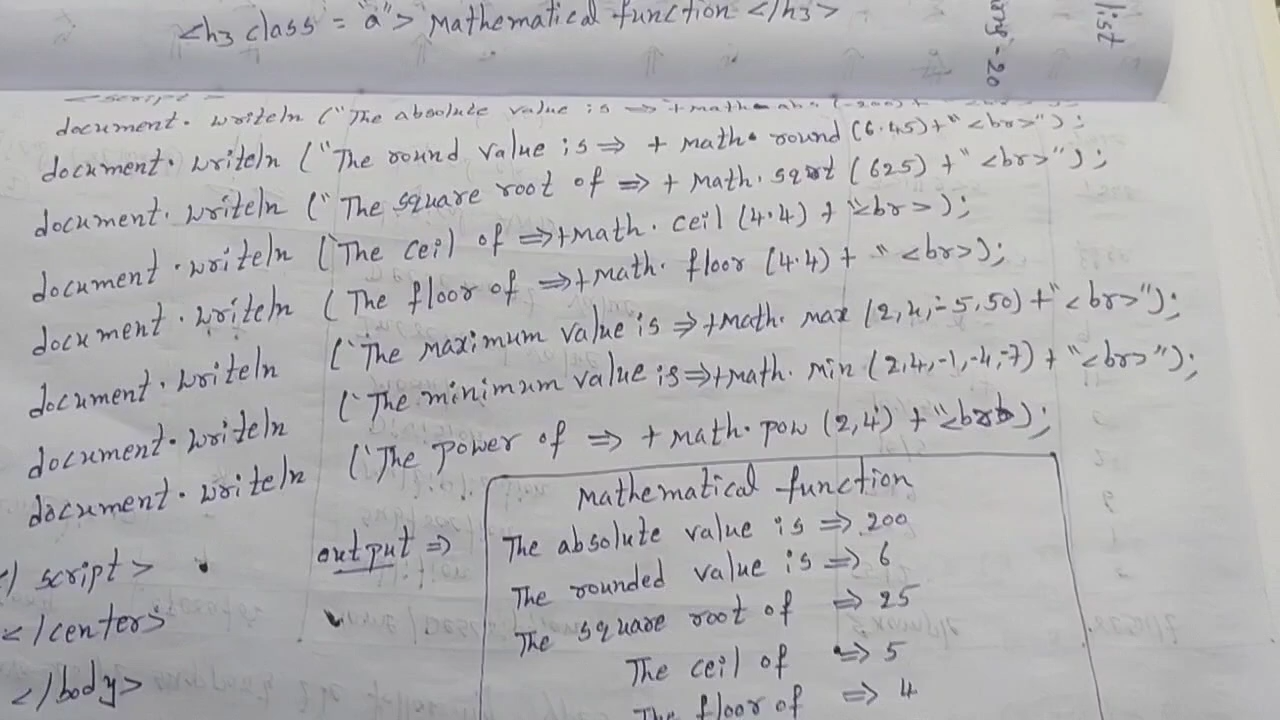 <h3 class = "a"> Mathematical function </h3>
list
- 20
<script
document. writeln ("The absolute value is => + math. abs (-200) +
document. writeln ("The round value is => + math. round (6.45) + "<br>");
document. writeln ("The square root of => + math. sqrt (625) + "<br>");
document. writeln ("The ceil of => + math. ceil (4.4) + "<br>);
document. writeln (The floor of => + math. floor (4.4) + "<br>);
document. writeln ("The maximum value is => + math. max (2,4,-5,50) + "<br>");
document. writeln ("The minimum value is => + math. min (2,4,-1,-4,-7) + "<br>");
document. writeln ("The power of => + math. pow (2,4) + "<br>);
script>
</center>
</body>
output =>
Mathematical function
The absolute value is => 200
The rounded value is => 6
The square root of => 25
The ceil of => 5
The floor of => 4